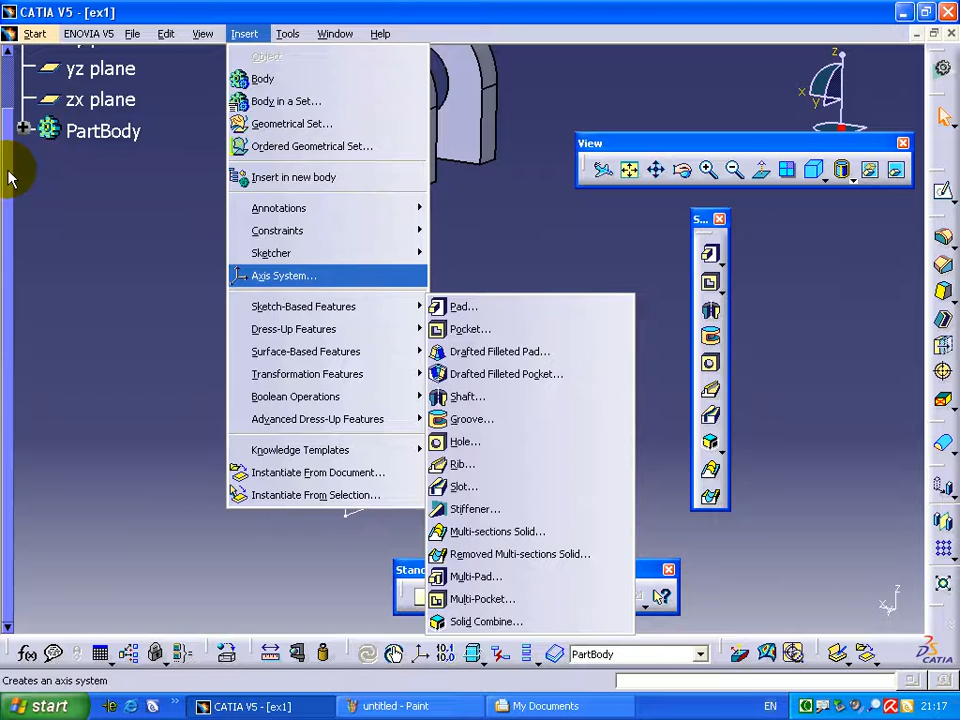 CATIA V5 - [ex1]
Start ENOVIA V5 File Edit View Insert Tools Window Help
yz plane
zx plane
PartBody
Object
Body
Body in a Set...
Geometrical Set...
Ordered Geometrical Set...
Insert in new body
Annotations
Constraints
Sketcher
Axis System...
Sketch-Based Features
Dress-Up Features
Surface-Based Features
Transformation Features
Boolean Operations
Advanced Dress-Up Features
Knowledge Templates
Instantiate From Document...
Instantiate From Selection...
Pad...
Pocket...
Drafted Filleted Pad...
Drafted Filleted Pocket...
Shaft...
Groove...
Hole...
Rib...
Slot...
Stiffener...
Multi-sections Solid...
Removed Multi-sections Solid...
Multi-Pad...
Multi-Pocket...
Solid Combine...
z
x
y
View
S...
Stand
z
x
y
f(x)
10.1
10.0
PartBody
CATIA
Creates an axis system
start
CATIA V5 - [ex1]
untitled - Paint
My Documents
EN
21:17